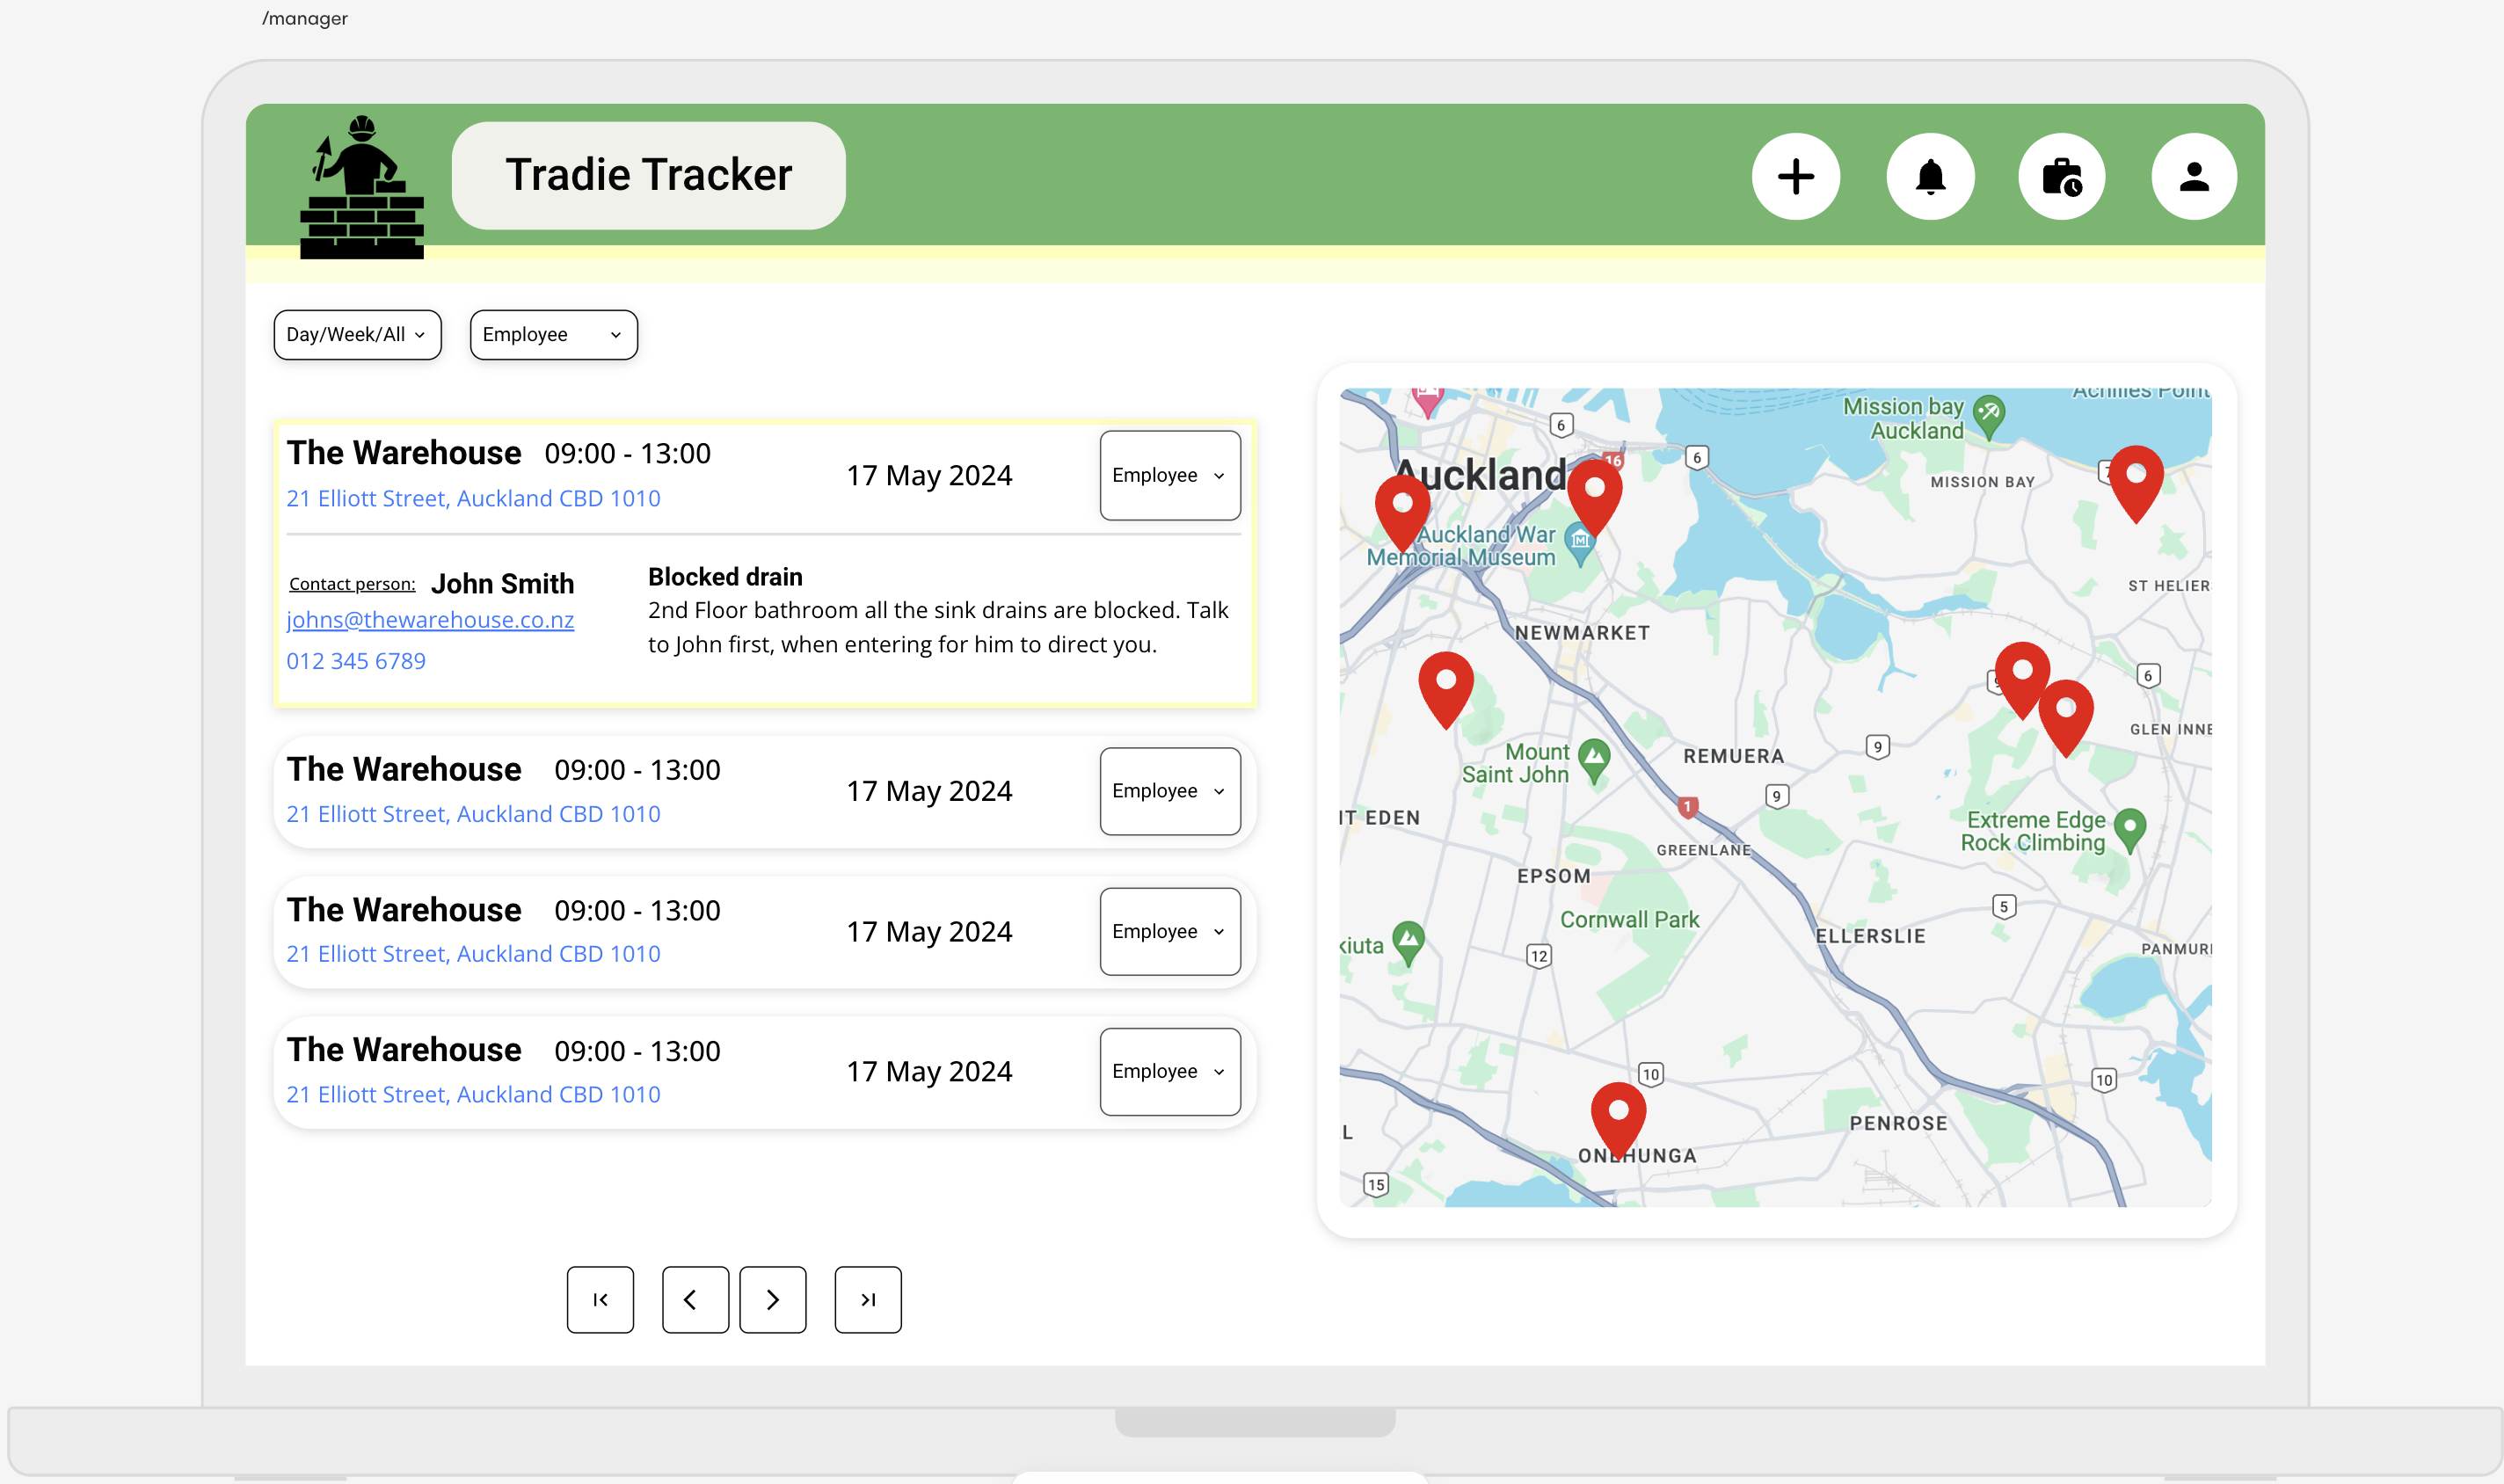 /manager
Tradie Tracker
Day/Week/All
Employee
The Warehouse 09:00 - 13:00
21 Elliott Street, Auckland CBD 1010
17 May 2024
Employee
Contact person: John Smith
johns@thewarehouse.co.nz
012 345 6789
Blocked drain
2nd Floor bathroom all the sink drains are blocked. Talk
to John first, when entering for him to direct you.
The Warehouse 09:00 - 13:00
21 Elliott Street, Auckland CBD 1010
17 May 2024
Employee
The Warehouse 09:00 - 13:00
21 Elliott Street, Auckland CBD 1010
17 May 2024
Employee
The Warehouse 09:00 - 13:00
21 Elliott Street, Auckland CBD 1010
17 May 2024
Employee
Achilles Point
Mission bay
Auckland
6
16
6
Auckland
MISSION BAY
7
Auckland War
Memorial Museum
M
ST HELIER
NEWMARKET
9
6
GLEN INNE
Mount
Saint John
REMUERA
9
9
1
IT EDEN
Extreme Edge
Rock Climbing
GREENLANE
EPSOM
5
Cornwall Park
ELLERSLIE
kiuta
12
PANMUR
10
10
PENROSE
L
ONEHUNGA
15